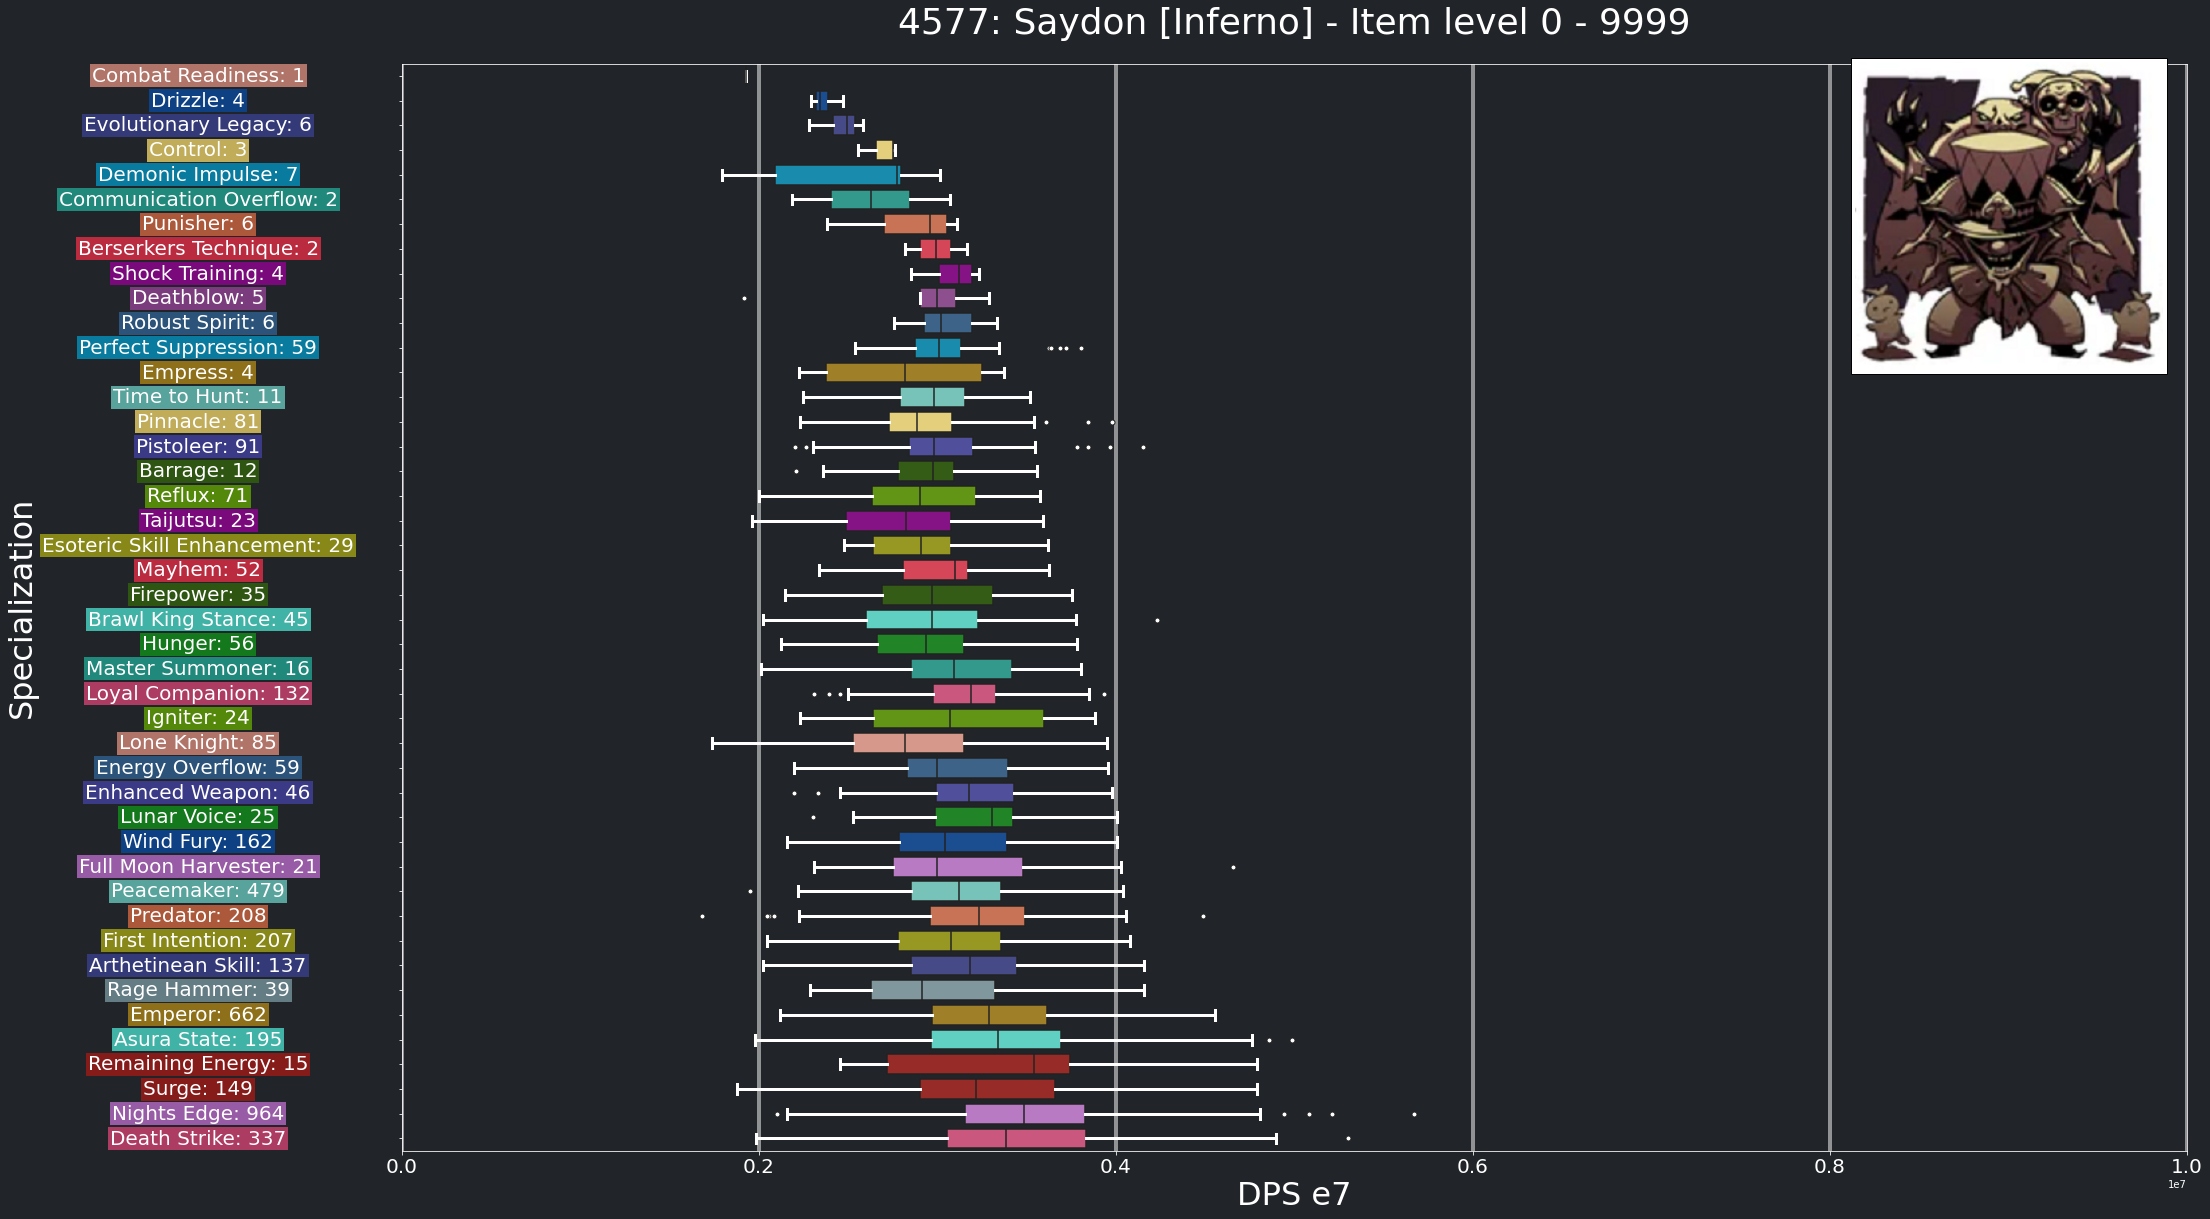 4577: Saydon [Inferno] - Item level 0 - 9999
Combat Readiness: 1
Drizzle: 4
Evolutionary Legacy: 6
Control: 3
Demonic Impulse: 7
Communication Overflow: 2
Punisher: 6
Berserkers Technique: 2
Shock Training: 4
Deathblow: 5
Robust Spirit: 6
Perfect Suppression: 59
Empress: 4
Time to Hunt: 11
Pinnacle: 81
Pistoleer: 91
Barrage: 12
Reflux: 71
Taijutsu: 23
Esoteric Skill Enhancement: 29
Mayhem: 52
Firepower: 35
Brawl King Stance: 45
Hunger: 56
Master Summoner: 16
Loyal Companion: 132
Igniter: 24
Lone Knight: 85
Energy Overflow: 59
Enhanced Weapon: 46
Lunar Voice: 25
Wind Fury: 162
Full Moon Harvester: 21
Peacemaker: 479
Predator: 208
First Intention: 207
Arthetinean Skill: 137
Rage Hammer: 39
Emperor: 662
Asura State: 195
Remaining Energy: 15
Surge: 149
Nights Edge: 964
Death Strike: 337
Specialization
0.0 0.2 0.4 0.6 0.8 1.0
1e7
DPS e7